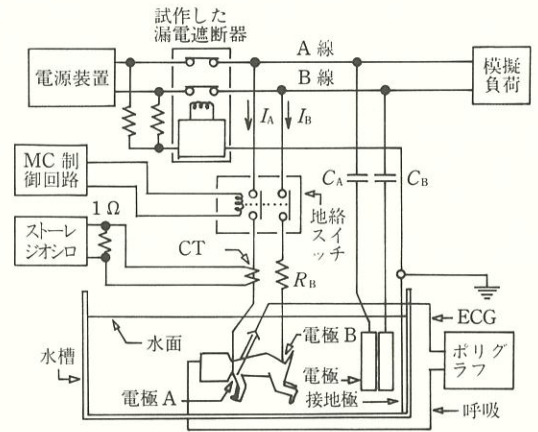 試作した
漏電遮断器
A 線
B 線
電源装置
模擬
負荷
I_A
I_B
MC 制
御回路
C_A
C_B
地絡
スイ
ッチ
1 Ω
ストーレ
ジオシロ
CT
R_B
ECG
水面
電極 B
水槽
ポリグ
ラフ
電極
電極 A
接地極
呼吸